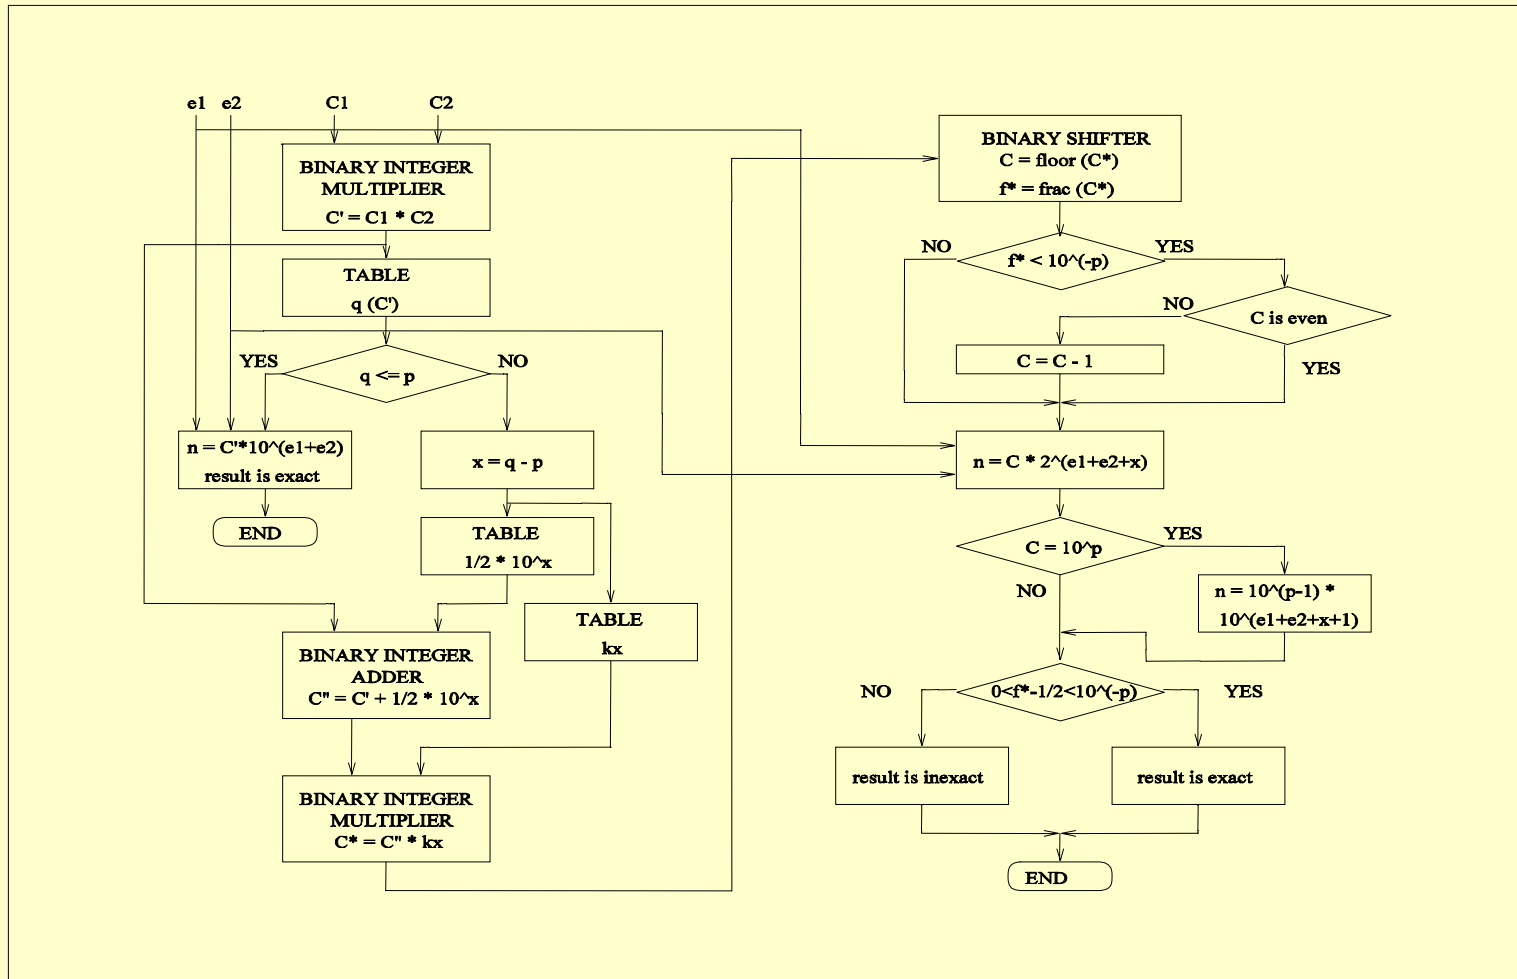 e1 e2 C1 C2
BINARY INTEGER
MULTIPLIER
C' = C1 * C2
TABLE
q (C')
YES
NO
q <= p
n = C'*10^(e1+e2)
result is exact
END
x = q - p
TABLE
1/2 * 10^x
TABLE
kx
BINARY INTEGER
ADDER
C" = C' + 1/2 * 10^x
BINARY INTEGER
MULTIPLIER
C* = C" * kx
BINARY SHIFTER
C = floor (C*)
f* = frac (C*)
NO
YES
f* < 10^(-p)
NO
C is even
C = C - 1
YES
n = C * 2^(e1+e2+x)
C = 10^p
YES
NO
n = 10^(p-1) *
10^(e1+e2+x+1)
NO
0<f*-1/2<10^(-p)
YES
result is inexact
result is exact
END